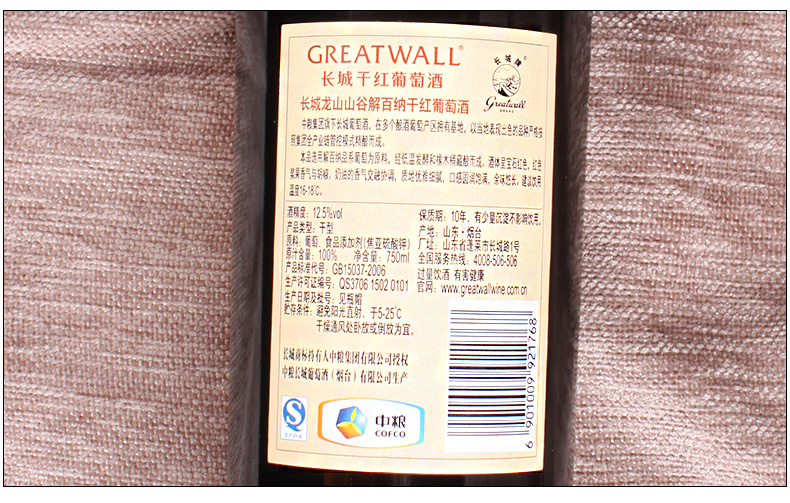 GREATWALL®
长城干红葡萄酒
长城牌
Greatwall
BRAND
长城龙山山谷解百纳干红葡萄酒
中粮集团旗下长城葡萄酒，在多个酿酒葡萄产区拥有基地，以当地表现出色的品种严格按
照集团全产业链管控模式精酿而成。
本品选用解百纳品系葡萄为原料，经低温发酵和橡木桶藏酿而成，酒体呈宝石红色，红色
浆果香气与胡椒、奶油的香气交融协调，质地优雅细腻，口感圆润饱满，余味悠长。建议饮用
温度16-18℃。
酒精度：12.5%vol
产品类型：干型
原料：葡萄、食品添加剂(焦亚硫酸钾)
原汁含量：100% 净含量：750ml
产品标准代号：GB15037-2006
生产许可证编号：QS3706 1502 0101
生产日期及批号：见瓶帽
贮存条件：避免阳光直射，于5-25℃
干燥通风处卧放或倒放为宜。
保质期：10年，有少量沉淀不影响饮用。
产地：山东·烟台
厂址：山东省蓬莱市长城路1号
全国服务热线：4008-506-506
过量饮酒 有害健康
官网：www.greatwallwine.com.cn
长城商标持有人中粮集团有限公司授权
中粮长城葡萄酒（烟台）有限公司生产
QS
生产许可
中粮
COFCO
6 901009 921768